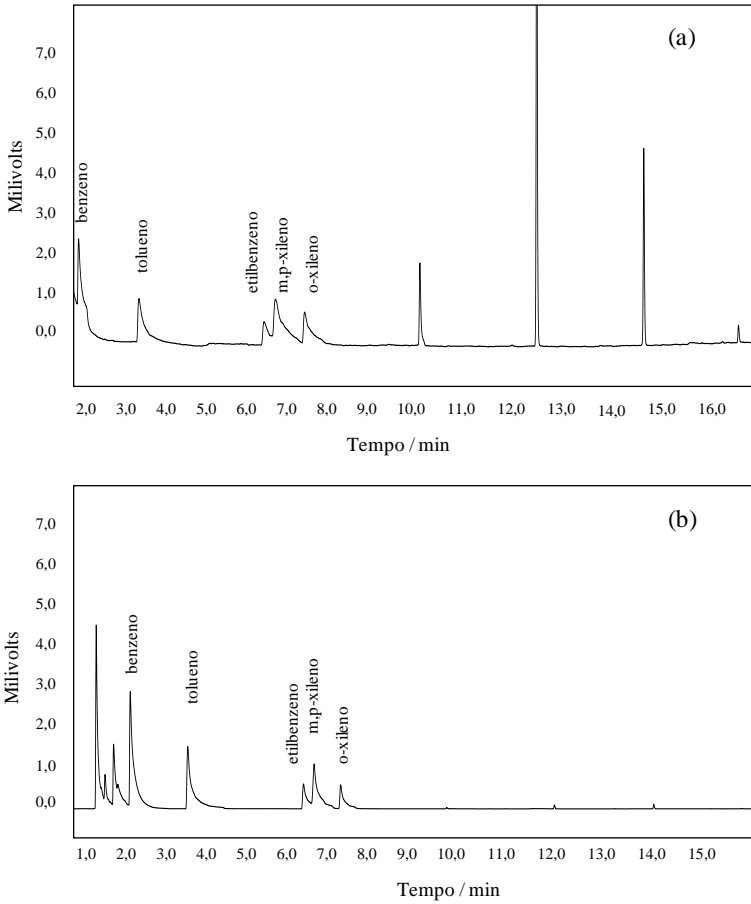 (a)
Milivolts
7,0
6,0
5,0
4,0
3,0
2,0
1,0
0,0
benzeno
tolueno
etilbenzeno
m,p-xileno
o-xileno
2,0 3,0 4,0 5,0 6,0 7,0 8,0 9,0 10,0 11,0 12,0 13,0 14,0 15,0 16,0
Tempo / min
(b)
Milivolts
7,0
6,0
5,0
4,0
3,0
2,0
1,0
0,0
benzeno
tolueno
etilbenzeno
m,p-xileno
o-xileno
1,0 2,0 3,0 4,0 5,0 6,0 7,0 8,0 9,0 10,0 11,0 12,0 13,0 14,0 15,0
Tempo / min